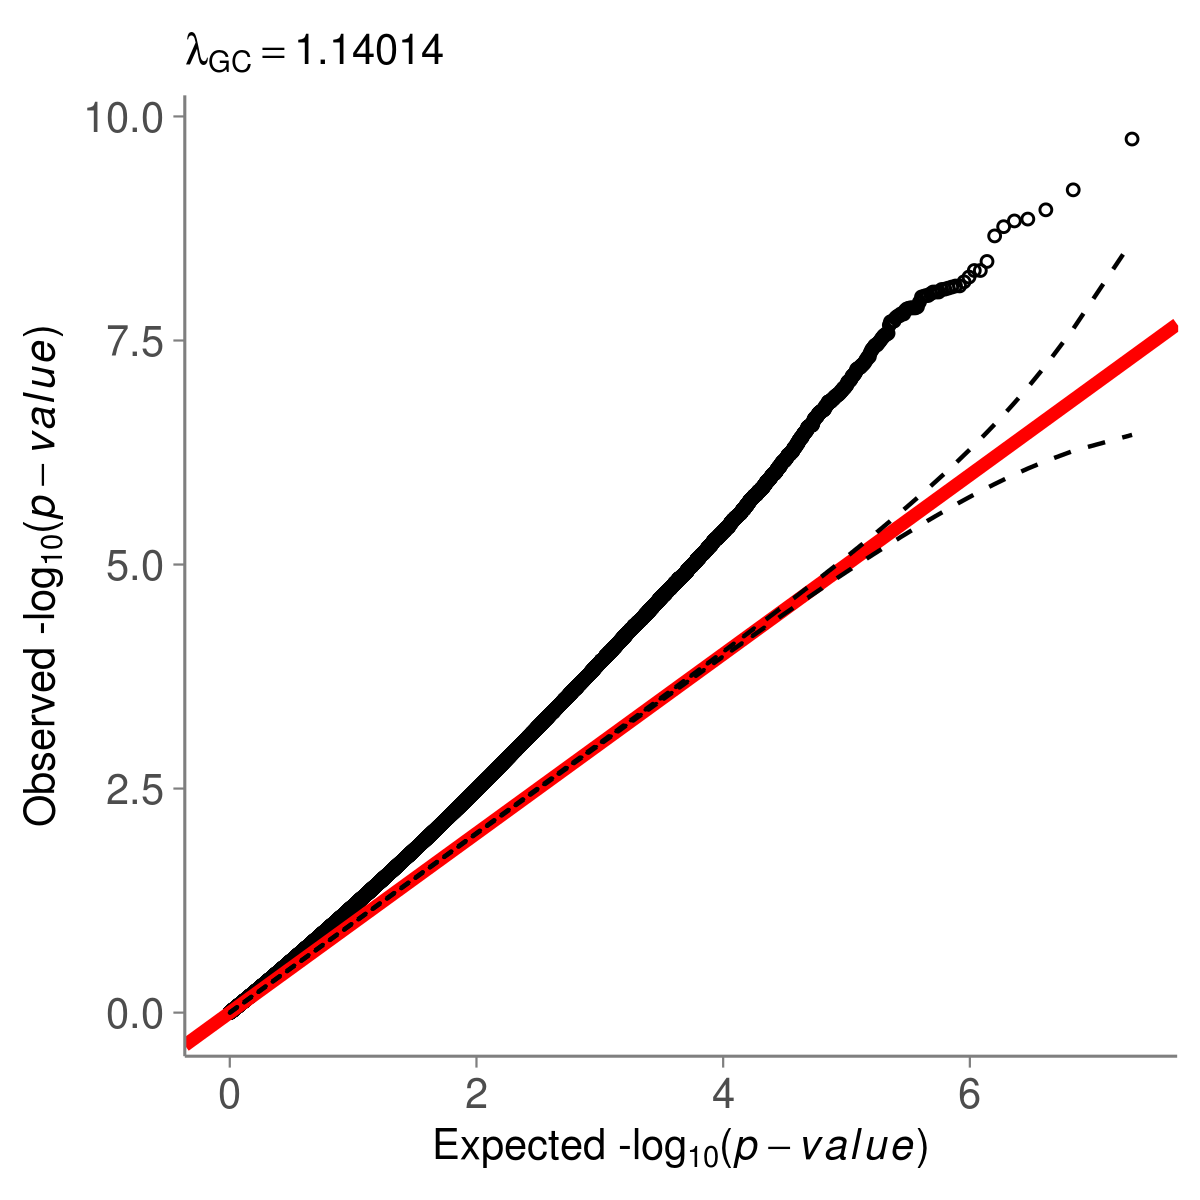 λGC = 1.14014
10.0
7.5
5.0
2.5
0.0
Observed -log10(p − value)
0 2 4 6
Expected -log10(p − value)